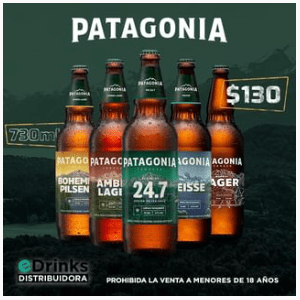 PATAGONIA
$130
730ml
PATAGONIA
BOHEMIAN
PILSEN
PATAGONIA
AMBER
LAGER
PATAGONIA
24.7
PATAGONIA
WEISSE
PATAGONIA
LAGER
eDrinks
DISTRIBUIDORA
PROHIBIDA LA VENTA A MENORES DE 18 AÑOS